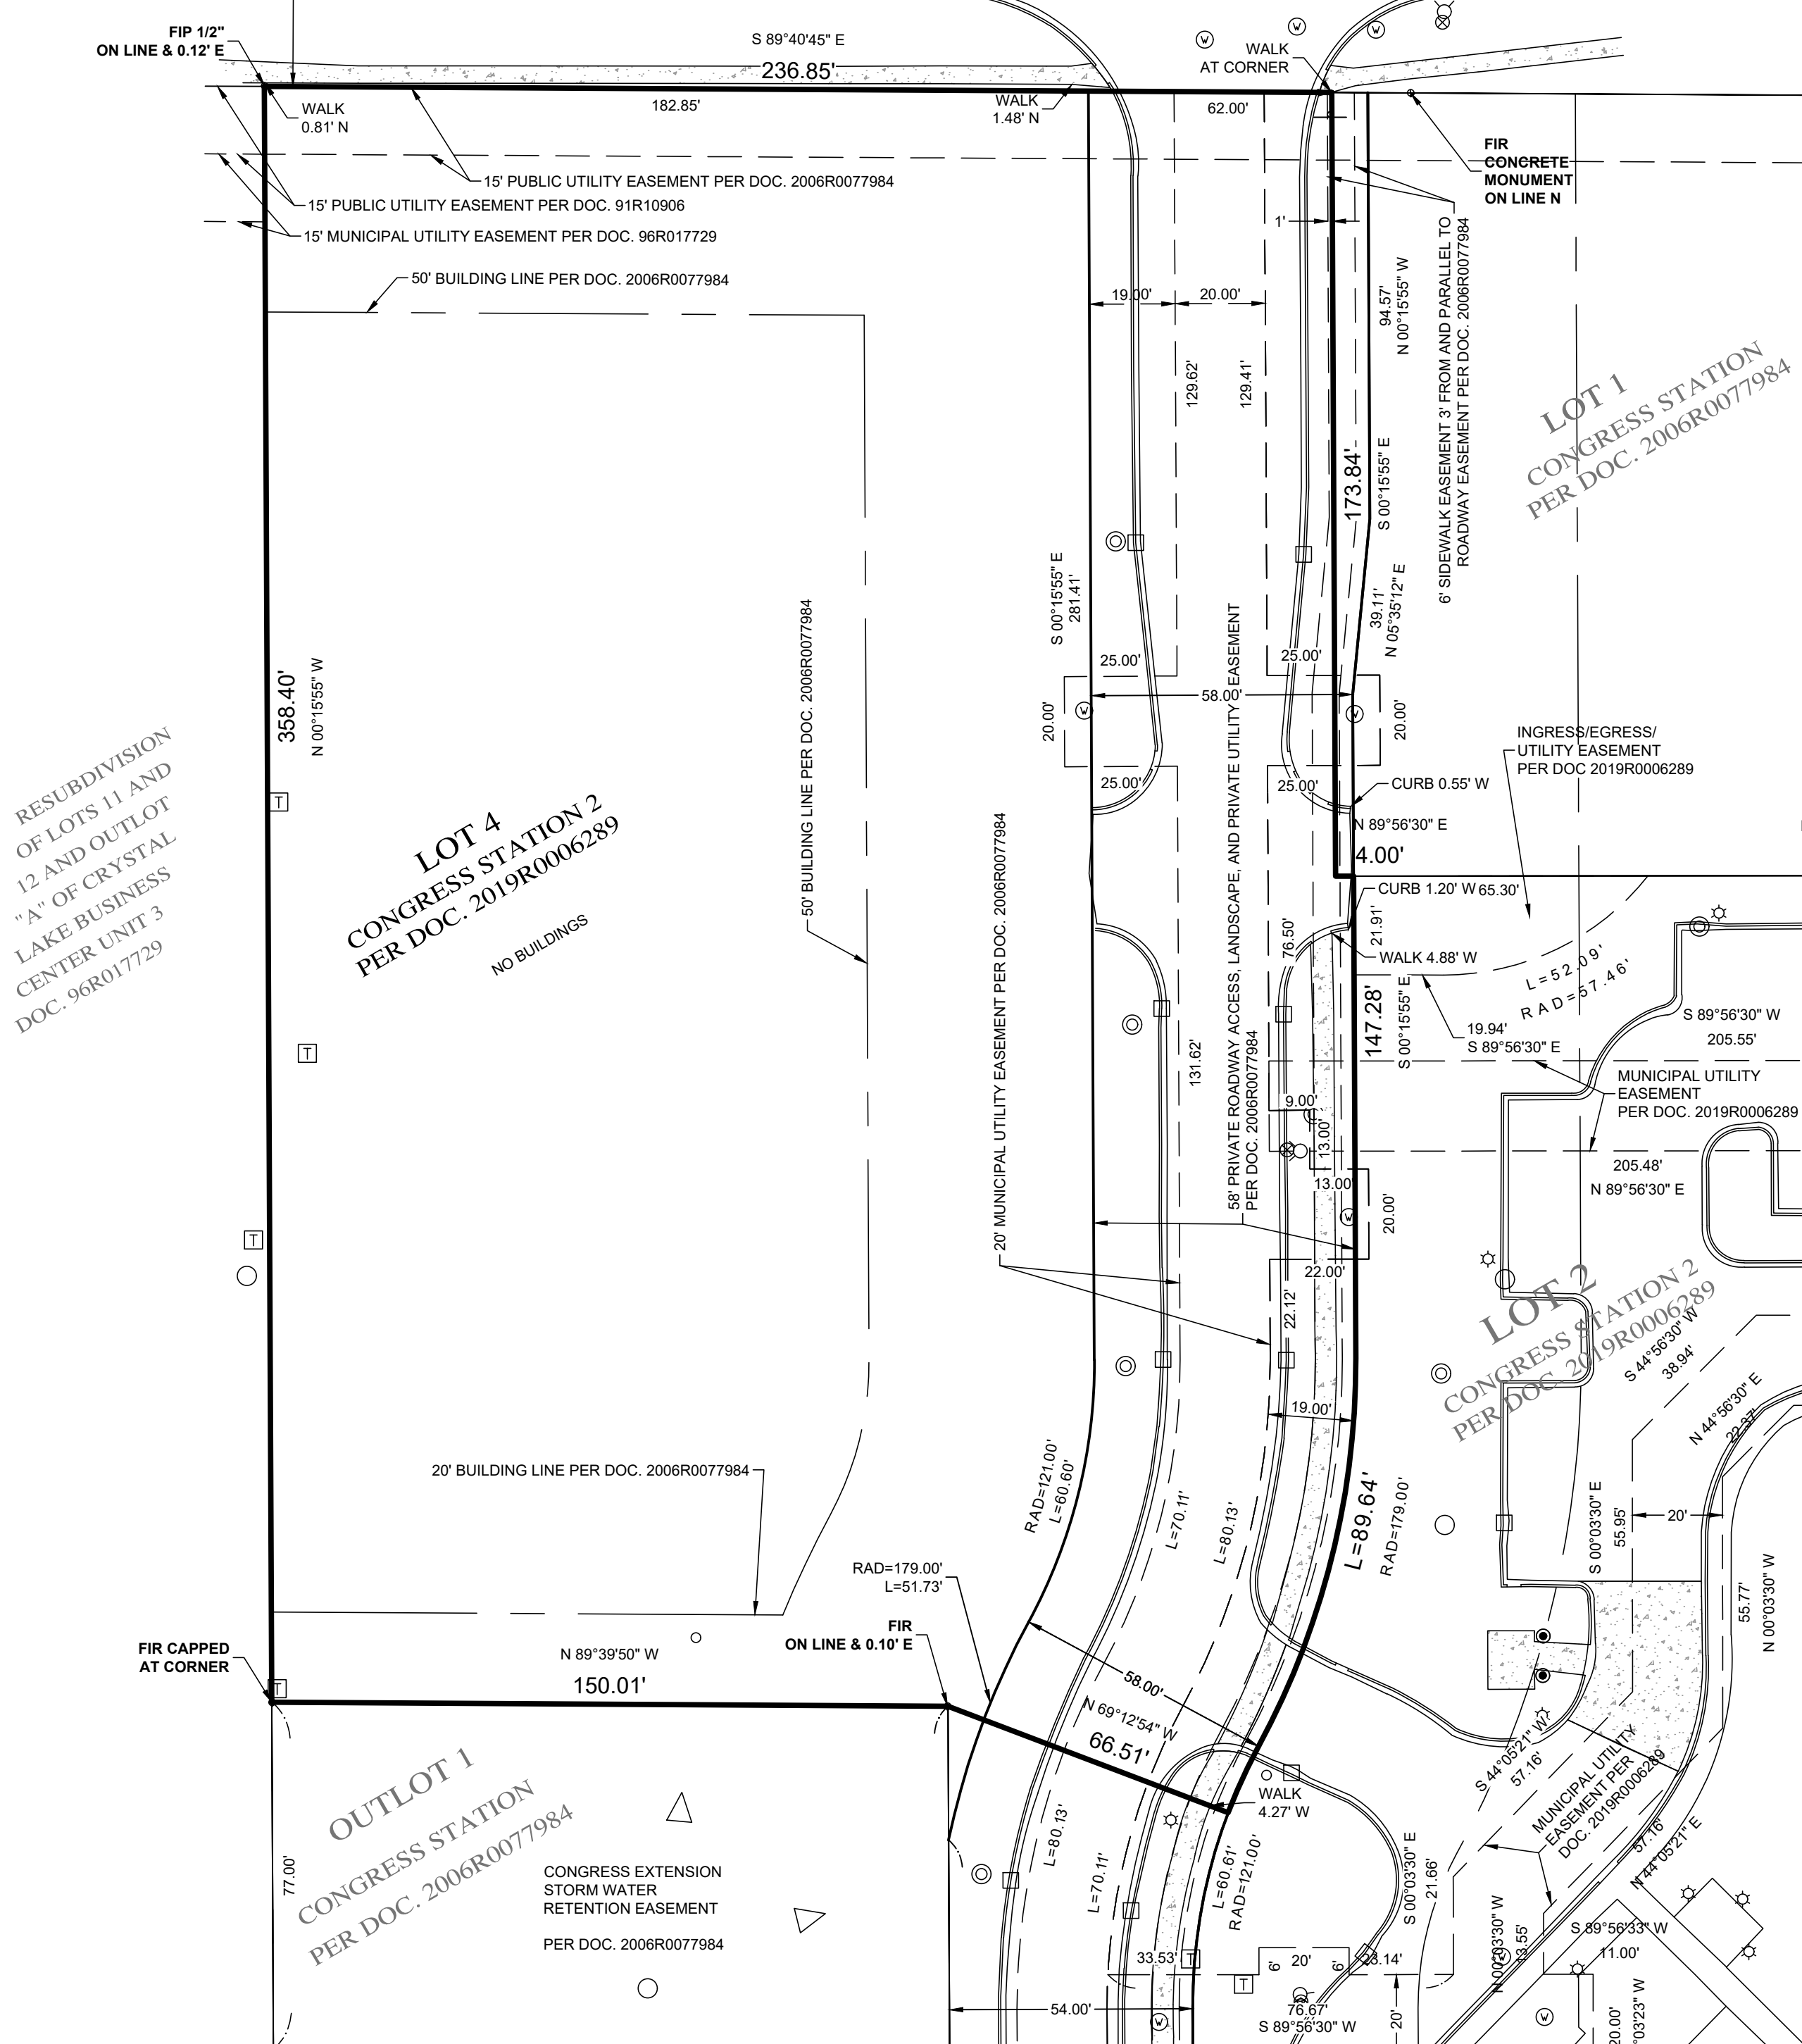 FIP 1/2"
ON LINE & 0.12' E
S 89°40'45" E
236.85'
WALK
AT CORNER
WALK
0.81' N
182.85'
WALK
1.48' N
62.00'
FIR
CONCRETE
MONUMENT
ON LINE N
15' PUBLIC UTILITY EASEMENT PER DOC. 2006R0077984
15' PUBLIC UTILITY EASEMENT PER DOC. 91R10906
15' MUNICIPAL UTILITY EASEMENT PER DOC. 96R017729
50' BUILDING LINE PER DOC. 2006R0077984
1'
19.00'
20.00'
94.57'
N 00°15'55" W
6' SIDEWALK EASEMENT 3' FROM AND PARALLEL TO
ROADWAY EASEMENT PER DOC. 2006R0077984
129.62'
129.41'
173.84'
S 00°15'55" E
LOT 1
CONGRESS STATION
PER DOC. 2006R0077984
S 00°15'55" E
281.41'
39.11'
N 05°35'12" E
25.00'
25.00'
58.00'
20.00'
20.00'
25.00'
25.00'
358.40'
N 00°15'55" W
50' BUILDING LINE PER DOC. 2006R0077984
58' PRIVATE ROADWAY ACCESS, LANDSCAPE, AND PRIVATE UTILITY EASEMENT
PER DOC. 2006R0077984
INGRESS/EGRESS/
UTILITY EASEMENT
PER DOC 2019R0006289
CURB 0.55' W
N 89°56'30" E
4.00'
CURB 1.20' W
65.30'
RESUBDIVISION
OF LOTS 11 AND
12 AND OUTLOT
"A" OF CRYSTAL
LAKE BUSINESS
CENTER UNIT 3
DOC. 96R017729
LOT 4
CONGRESS STATION 2
PER DOC. 2019R0006289
NO BUILDINGS
20' MUNICIPAL UTILITY EASEMENT PER DOC. 2006R0077984
76.50'
21.91'
WALK 4.88' W
L=52.09'
RAD=57.46'
147.28'
S 00°15'55" E
19.94'
S 89°56'30" E
S 89°56'30" W
205.55'
131.62'
MUNICIPAL UTILITY
EASEMENT
PER DOC. 2019R0006289
9.00'
13.00'
205.48'
N 89°56'30" E
13.00'
20.00'
22.00'
22.12'
LOT 2
CONGRESS STATION 2
PER DOC. 2019R0006289
S 44°56'30" W
38.94'
N 44°56'30" E
22.37'
19.00'
20' BUILDING LINE PER DOC. 2006R0077984
RAD=121.00'
L=60.60'
L=70.11'
L=80.13'
L=89.64'
RAD=179.00'
S 00°03'30" E
55.95'
20'
55.77'
N 00°03'30" W
RAD=179.00'
L=51.73'
FIR
ON LINE & 0.10' E
FIR CAPPED
AT CORNER
N 89°39'50" W
150.01'
58.00'
N 69°12'54" W
66.51'
WALK
4.27' W
S 44°05'21" W
57.16'
MUNICIPAL UTILITY
EASEMENT PER
DOC. 2019R0006289
57.16'
N 44°05'21" E
OUTLOT 1
CONGRESS STATION
PER DOC. 2006R0077984
77.00'
CONGRESS EXTENSION
STORM WATER
RETENTION EASEMENT
PER DOC. 2006R0077984
L=80.13'
L=70.11'
L=60.61'
RAD=121.00'
S 00°03'30" E
21.66'
N 00°03'30" W
13.55'
S 89°56'33" W
11.00'
33.53'
6'
20'
6'
23.14'
54.00'
76.67'
S 89°56'30" W
20'
20.00'
°03'23" W